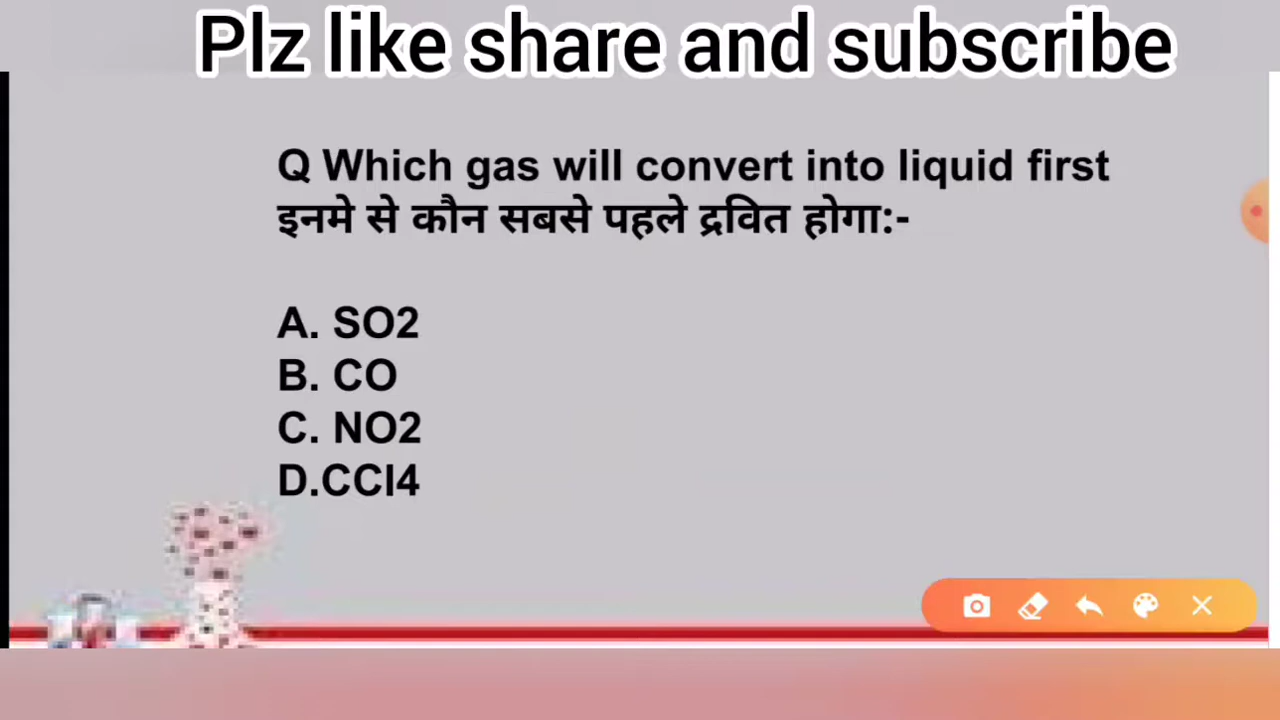 Plz like share and subscribe
Q Which gas will convert into liquid first
इनमे से कौन सबसे पहले द्रवित होगा:-
A. SO2
B. CO
C. NO2
D.CCl4